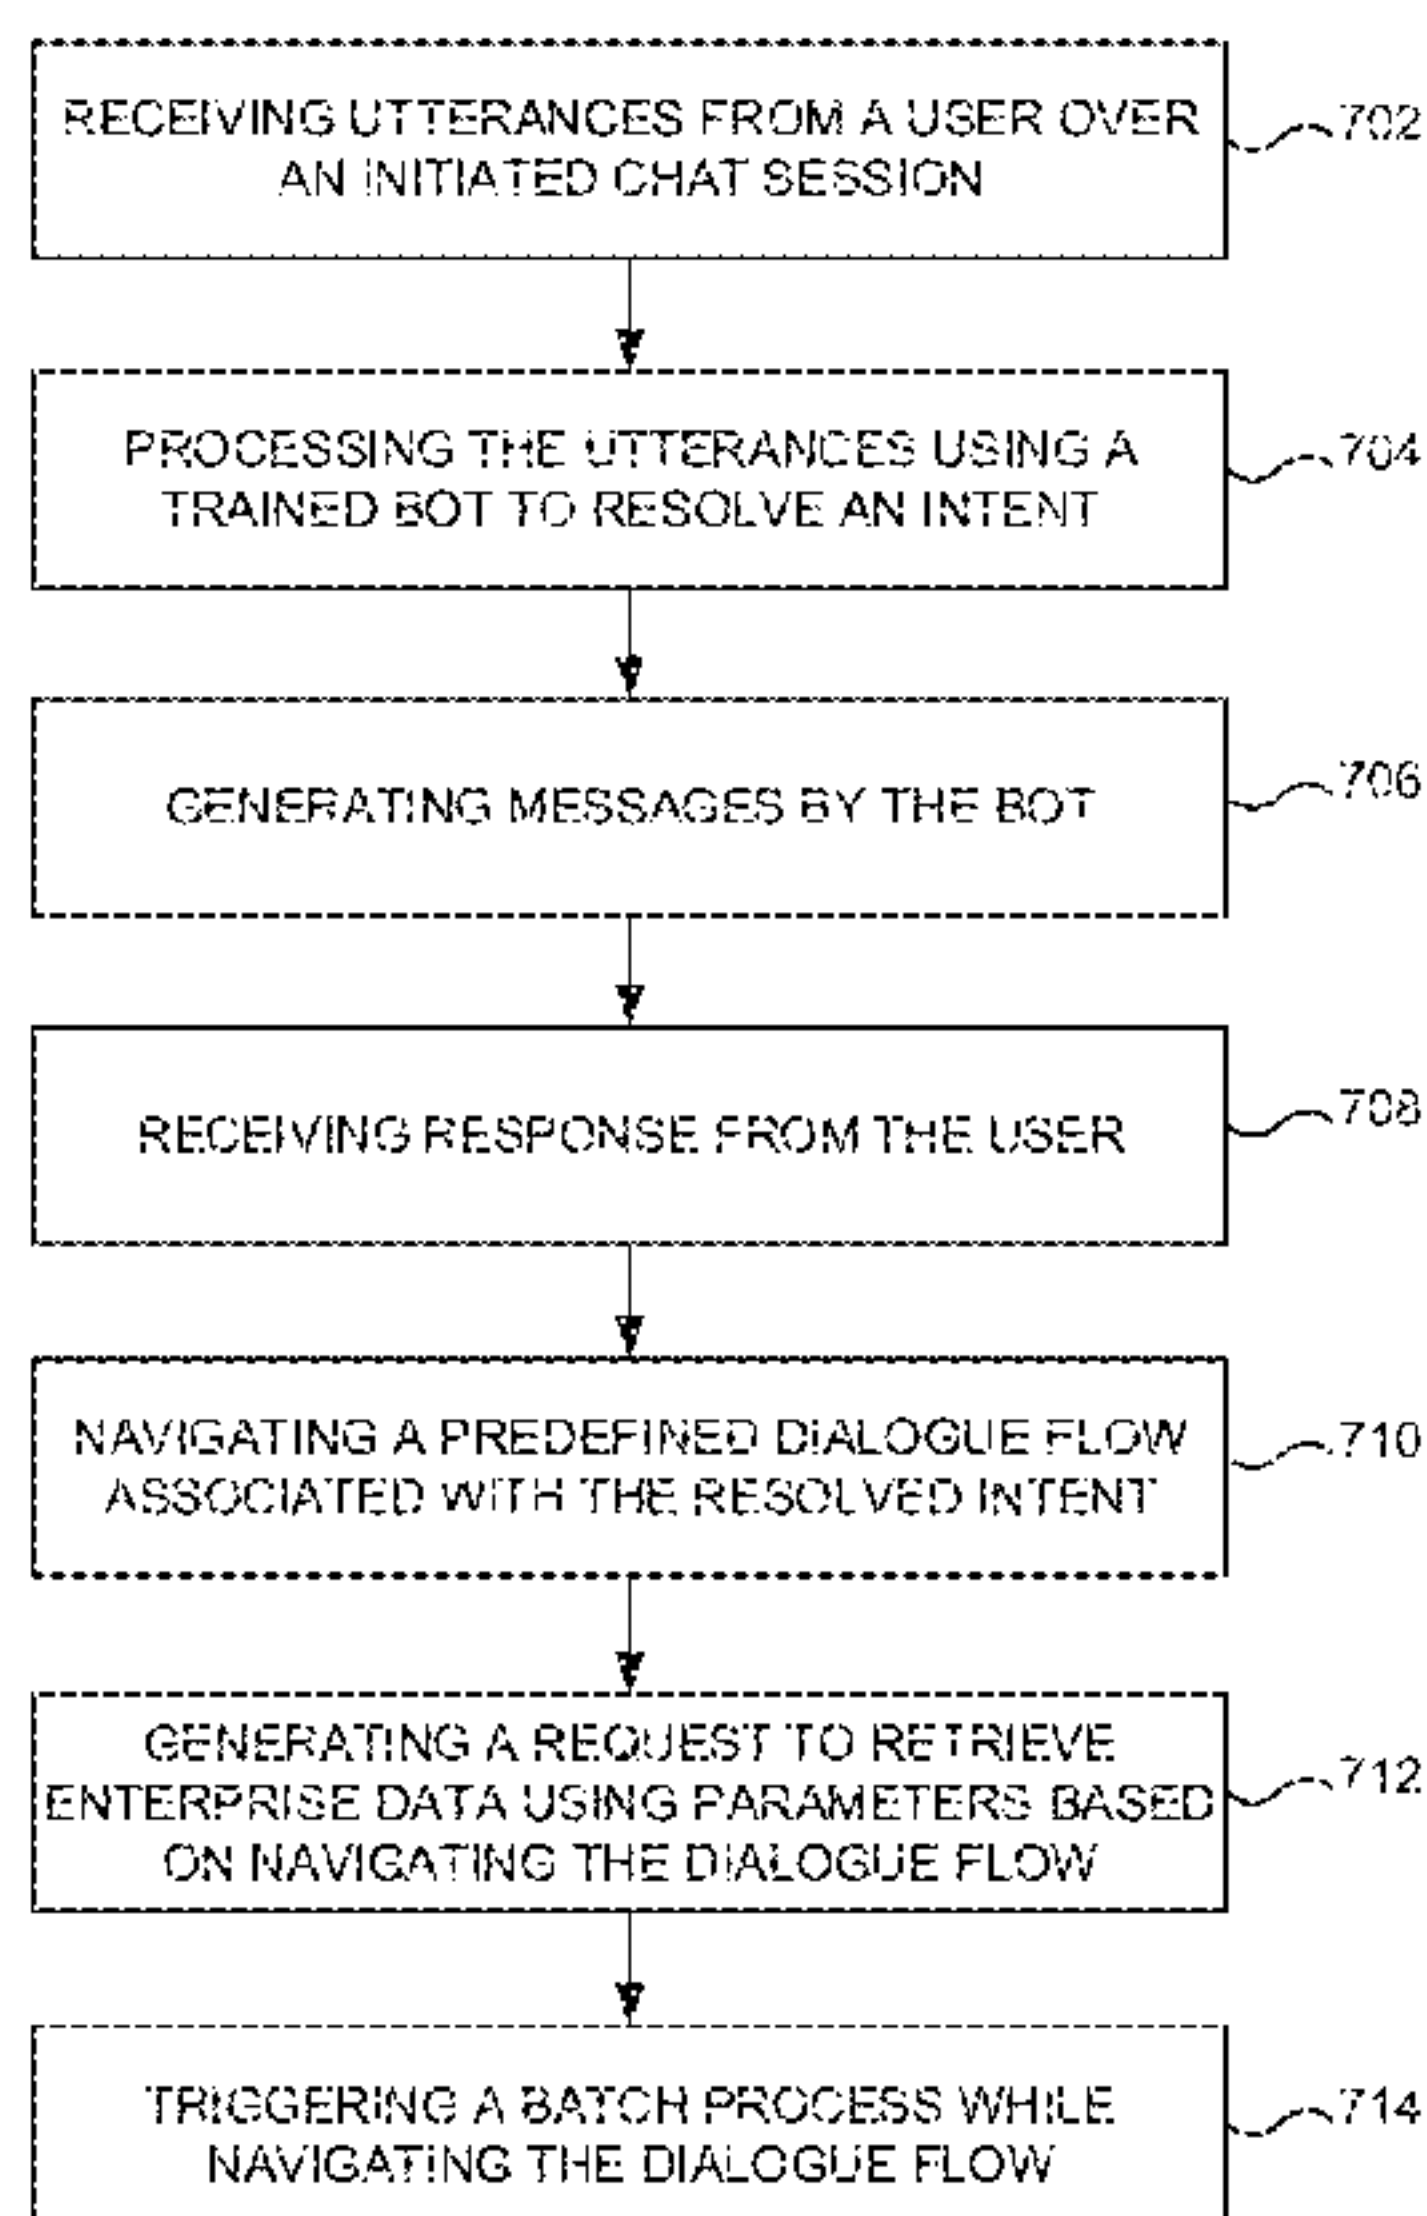 RECEIVING UTTERANCES FROM A USER OVER
AN INITIATED CHAT SESSION
702
PROCESSING THE UTTERANCES USING A
TRAINED BOT TO RESOLVE AN INTENT
704
GENERATING MESSAGES BY THE BOT
706
RECEIVING RESPONSE FROM THE USER
708
NAVIGATING A PREDEFINED DIALOGUE FLOW
ASSOCIATED WITH THE RESOLVED INTENT
710
GENERATING A REQUEST TO RETRIEVE
ENTERPRISE DATA USING PARAMETERS BASED
ON NAVIGATING THE DIALOGUE FLOW
712
TRIGGERING A BATCH PROCESS WHILE
NAVIGATING THE DIALOGUE FLOW
714